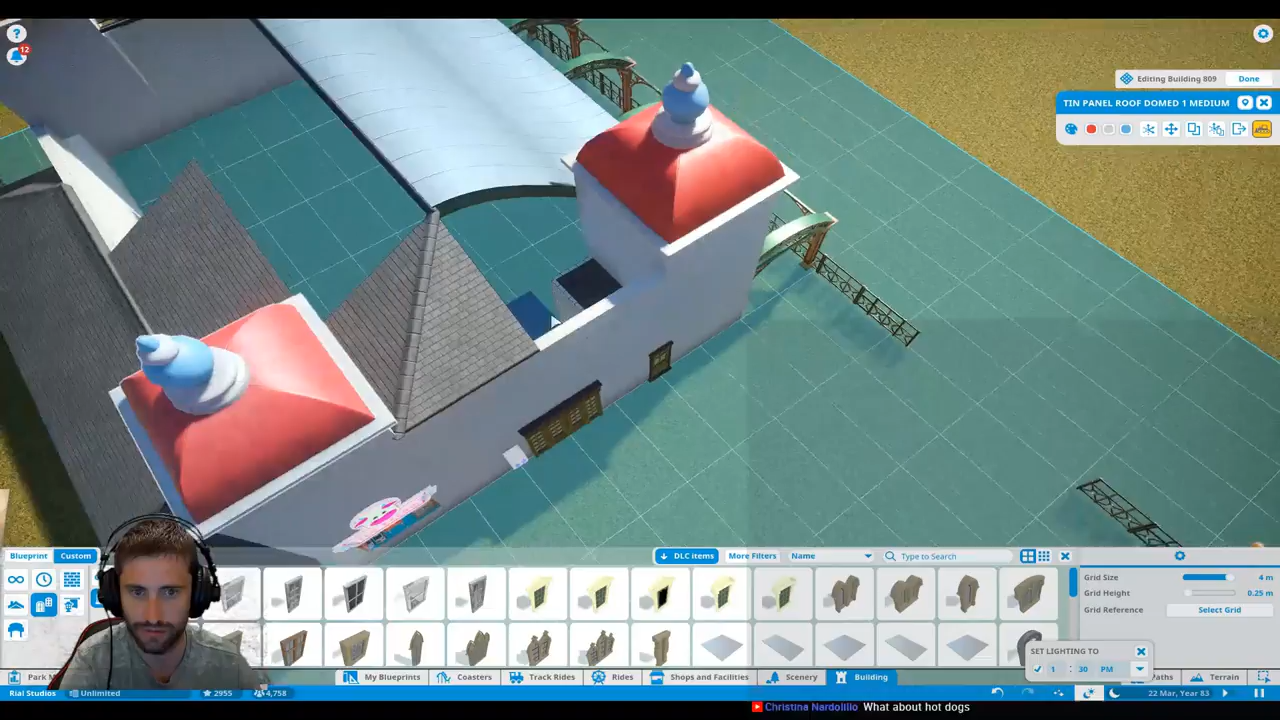 ?
12
Editing Building 809 Done
TIN PANEL ROOF DOMED 1 MEDIUM
Blueprint Custom DLC items More Filters Name Type to Search
Grid Size 4 m
Grid Height 0.25 m
Grid Reference Select Grid
SET LIGHTING TO
1 : 30 PM
Park M My Blueprints Coasters Track Rides Rides Shops and Facilities Scenery Building Paths Terrain
Rial Studios Unlimited 2955 4,758 22 Mar, Year 83
Christina Nardolillo What about hot dogs